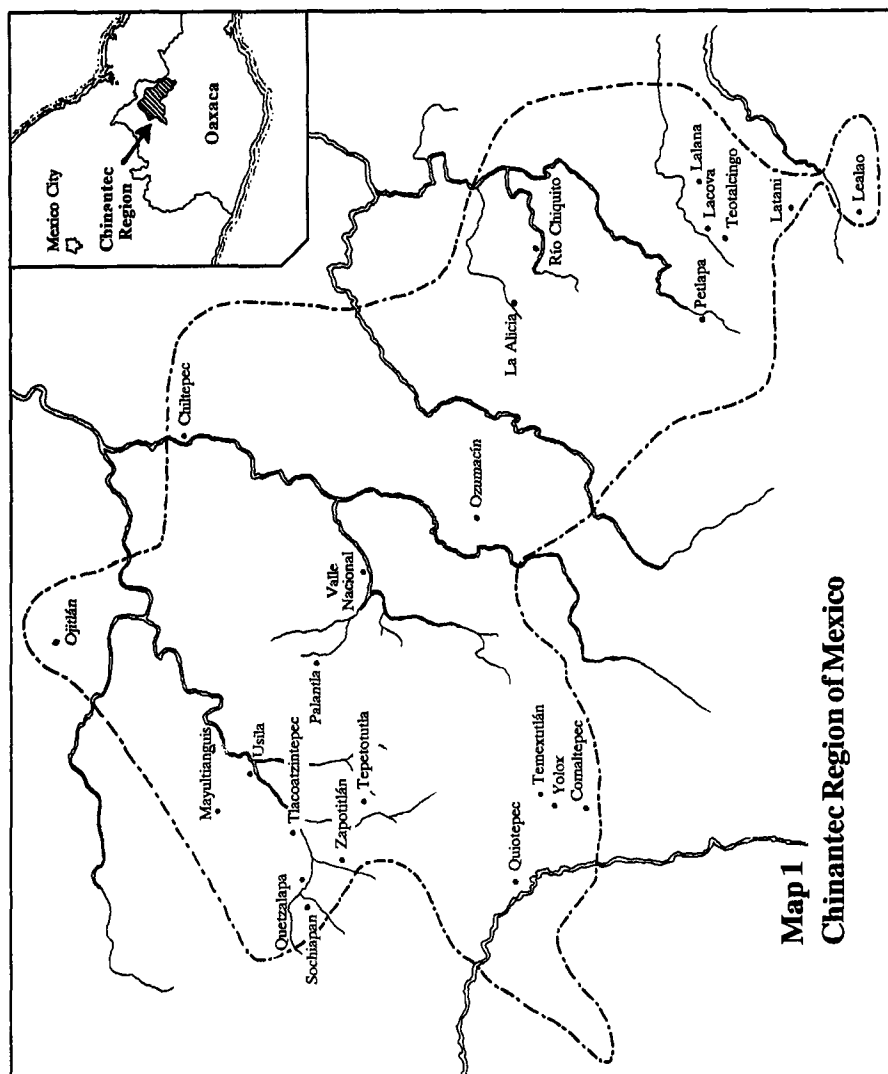 Mexico City
Chinantec
Region
Oaxaca
Ojitlán
Chiltepec
Mayultianguis
Usila
Tlacoatzintepec
Quetzalapa
Sochiapan
Zapotitlán
Tepetotutla
Palantla
Valle
Nacional
Ozumacín
La Alicia
Río Chiquito
Quiotepec
Temextitlán
Yolox
Comaltepec
Petlapa
Lacova
Lalana
Teotalcingo
Latani
Lealao
Map 1
Chinantec Region of Mexico